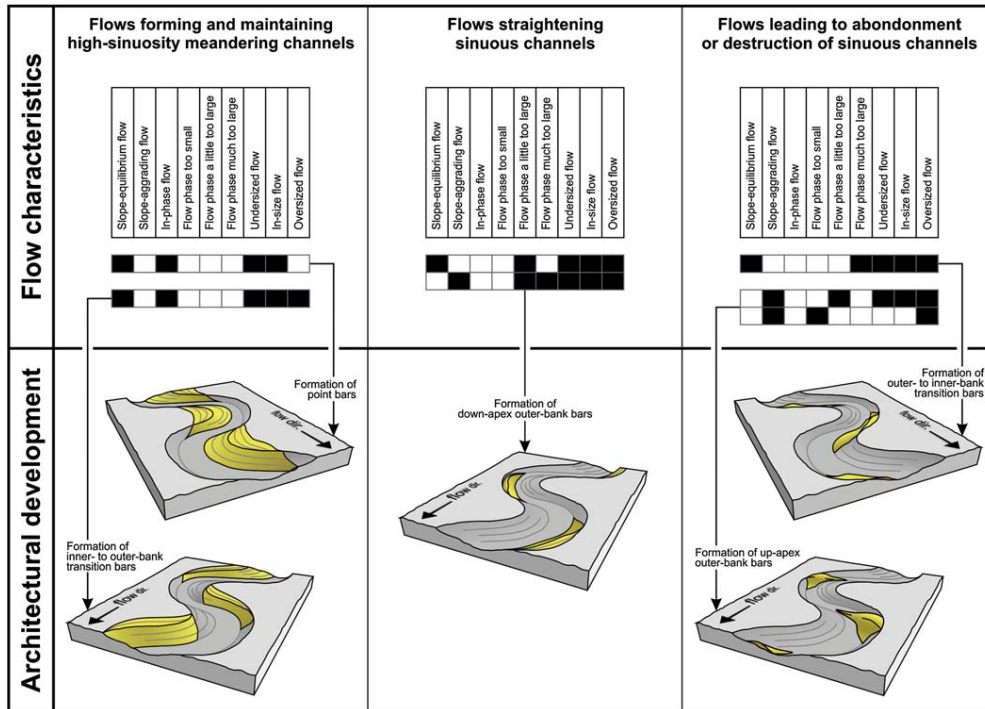 Flows forming and maintaining
high-sinuosity meandering channels
Flows straightening
sinuous channels
Flows leading to abondonment
or destruction of sinuous channels
Flow characteristics
Slope-equilibrium flow
Slope-aggrading flow
In-phase flow
Flow phase too small
Flow phase a little too large
Flow phase much too large
Undersized flow
In-size flow
Oversized flow
Slope-equilibrium flow
Slope-aggrading flow
In-phase flow
Flow phase too small
Flow phase a little too large
Flow phase much too large
Undersized flow
In-size flow
Oversized flow
Slope-equilibrium flow
Slope-aggrading flow
In-phase flow
Flow phase too small
Flow phase a little too large
Flow phase much too large
Undersized flow
In-size flow
Oversized flow
Architectural development
Formation of
point bars
flow dir.
Formation of
inner- to outer-bank
transition bars
flow dir.
Formation of
down-apex outer-bank bars
flow dir.
Formation of
outer- to inner-bank
transition bars
flow dir.
Formation of up-apex
outer-bank bars
flow dir.